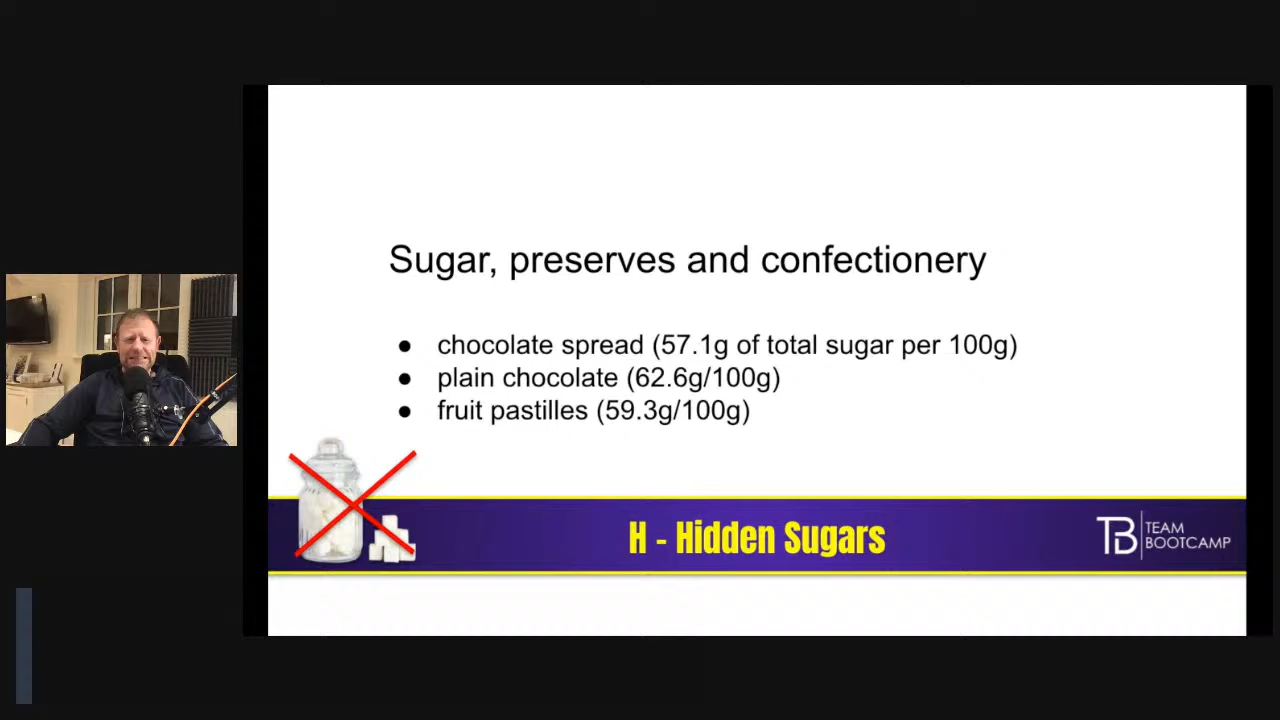 Sugar, preserves and confectionery
● chocolate spread (57.1g of total sugar per 100g)
● plain chocolate (62.6g/100g)
● fruit pastilles (59.3g/100g)
H - Hidden Sugars
TB TEAM
BOOTCAMP